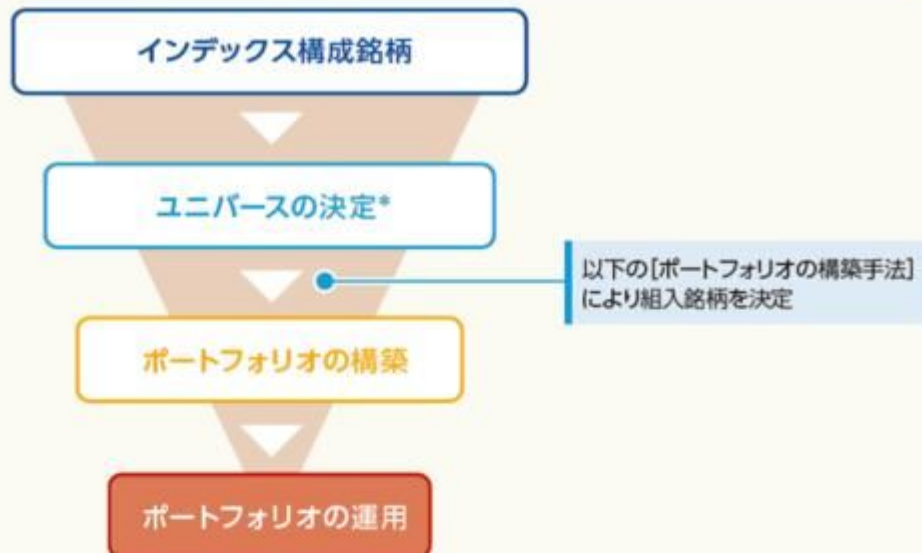 インデックス構成銘柄
ユニバースの決定*
以下の[ポートフォリオの構築手法]
により組入銘柄を決定
ポートフォリオの構築
ポートフォリオの運用